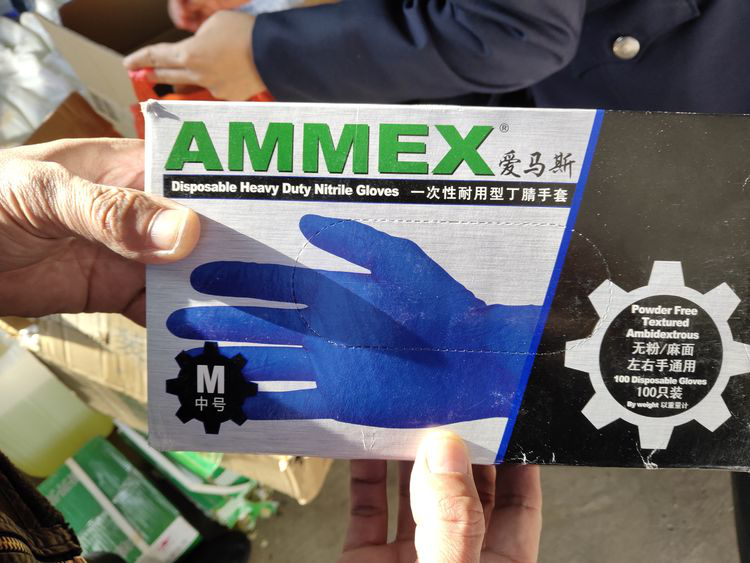 AMMEX® 爱马斯
Disposable Heavy Duty Nitrile Gloves 一次性耐用型丁腈手套
M
中号
Powder Free
Textured
Ambidextrous
无粉/麻面
左右手通用
100 Disposable Gloves
100只装
By weight 以重量计